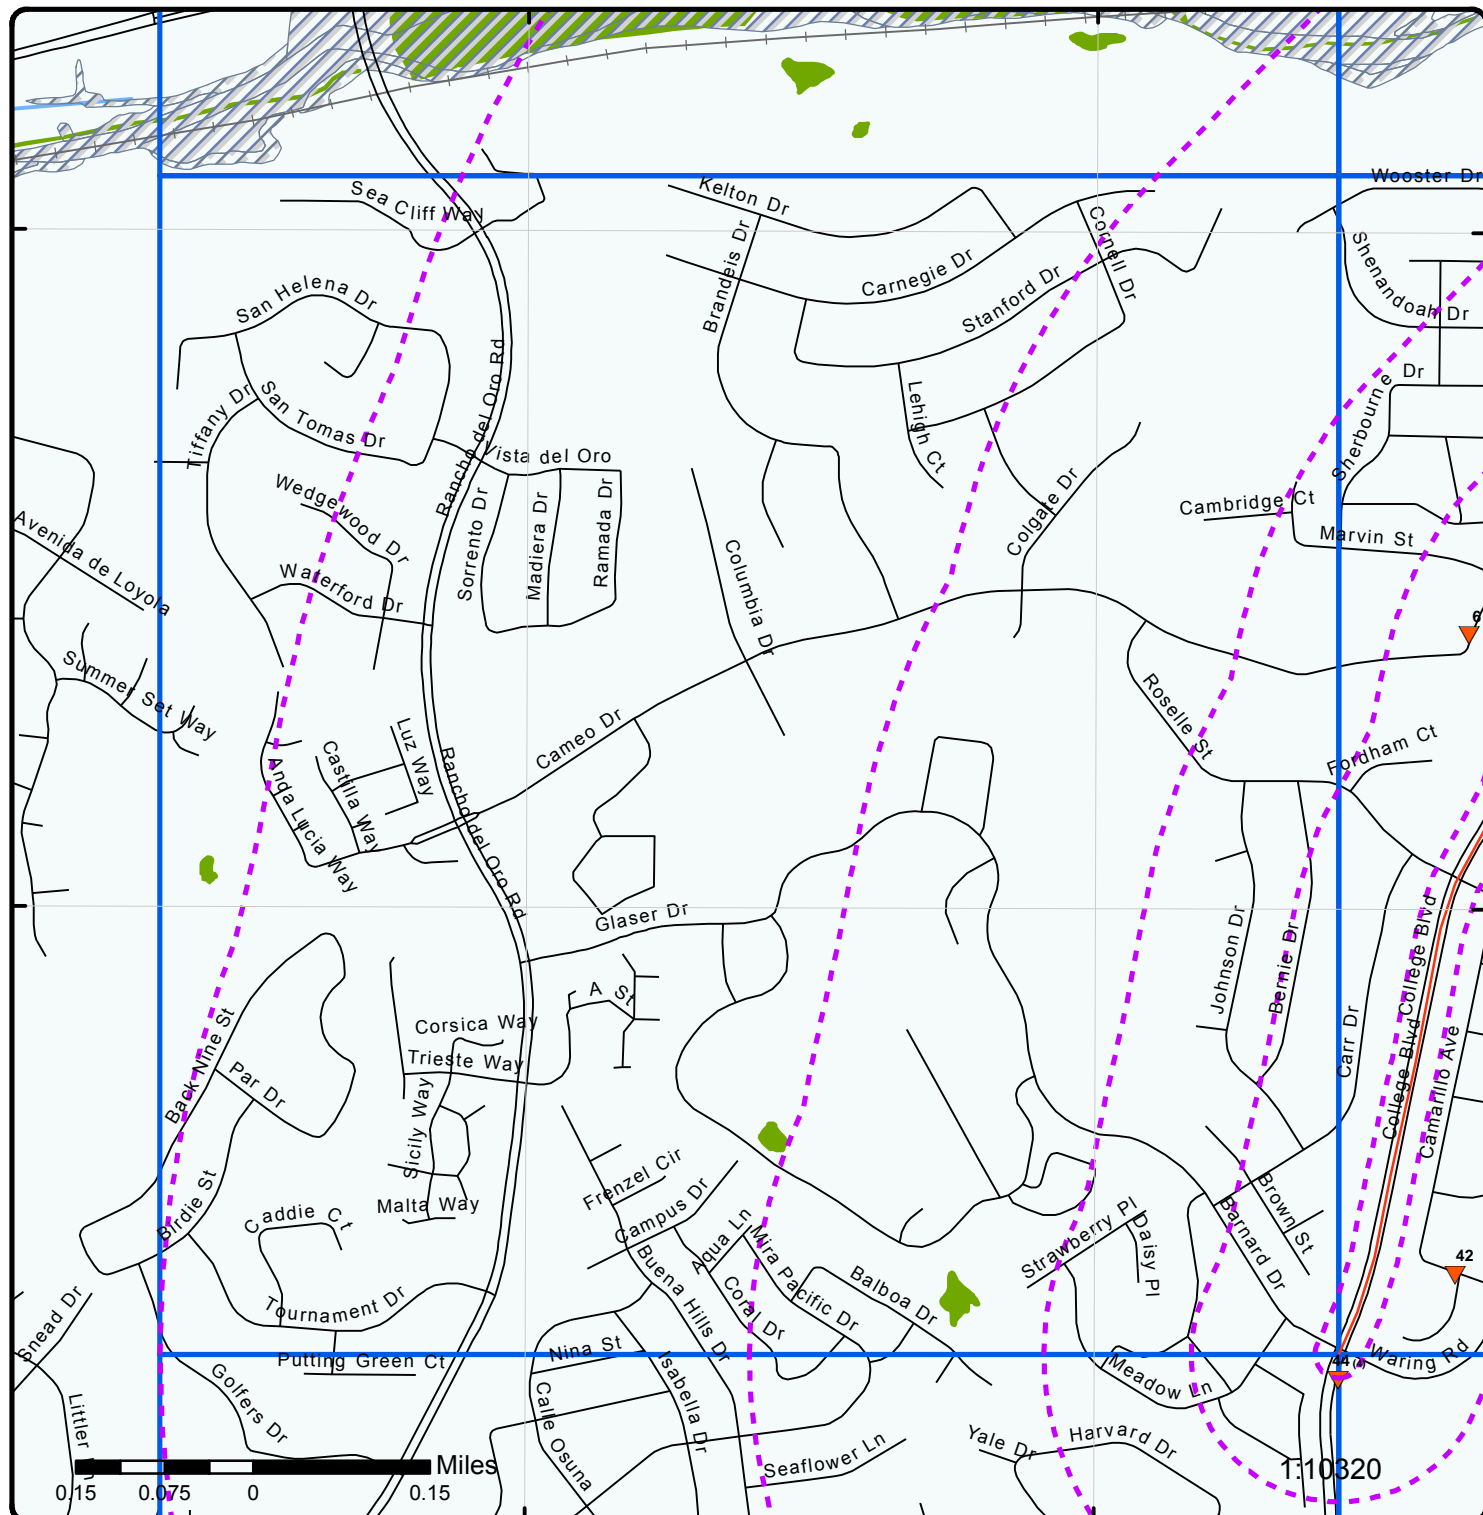 Wooster Dr
Kelton Dr
Sea Cliff Way
Brandeis Dr
Cornell Dr
Carnegie Dr
Stanford Dr
Shenandoah Dr
San Helena Dr
Rancho del Oro Rd
Dr
Sherbourne
Tiffany Dr
San Tomas Dr
Lehigh Ct
Vista del Oro
Wedgewood Dr
Sorrento Dr
Madiera Dr
Ramada Dr
Colgate Dr
Cambridge Ct
Marvin St
Avenida de Loyola
Waterford Dr
Columbia Dr
6
Summer Set Way
Roselle St
Cameo Dr
Luz Way
Castilla Way
Anda Lucia Way
Rancho del Oro Rd
Fordham Ct
Glaser Dr
Johnson Dr
Bernie Dr
College Blvd
College Blvd
Carr Dr
Camarillo Ave
A St
Corsica Way
Trieste Way
Back Nine St
Par Dr
Sicily Way
Malta Way
Birdie St
Caddie Ct
Frenzel Cir
Campus Dr
Aqua Ln
Mira Pacific Dr
Strawberry Pl
Daisy Pl
Brown St
Barnard Dr
42
Buena Hills Dr
Coral Dr
Balboa Dr
Tournament Dr
Snead Dr
Nina St
Putting Green Ct
Isabella Dr
Meadow Ln
44
Waring Rd
Golfers Dr
Calle Osuna
Littler Ln
Seaflower Ln
Yale Dr
Harvard Dr
Miles
1:10320
0.15 0.075 0 0.15